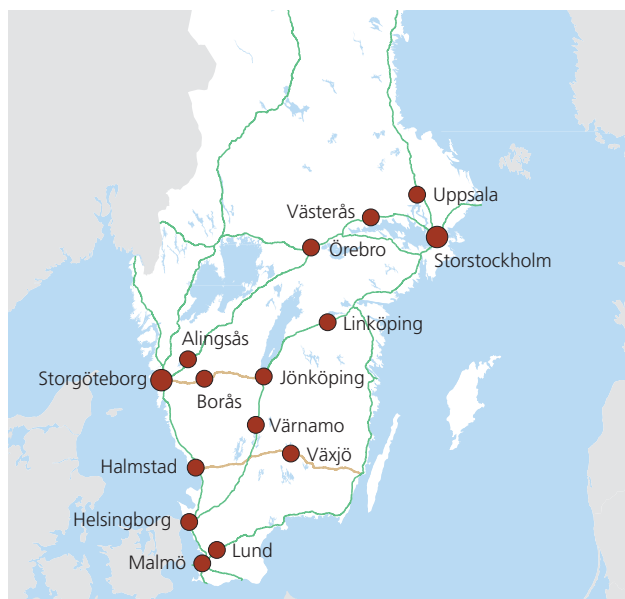 Uppsala
Västerås
Örebro
Storstockholm
Linköping
Alingsås
Storgöteborg
Jönköping
Borås
Värnamo
Växjö
Halmstad
Helsingborg
Lund
Malmö